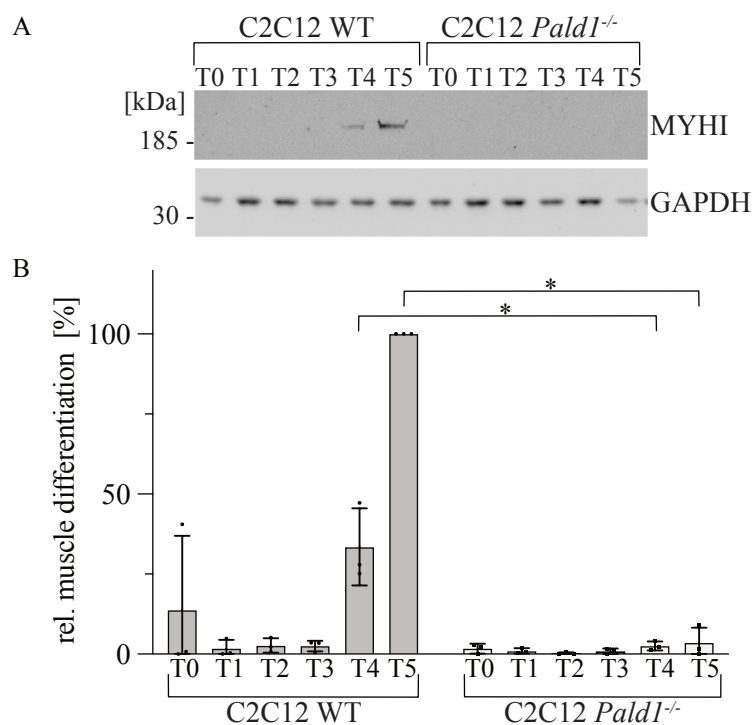 A
C2C12 WT C2C12 Pald1-/-
T0 T1 T2 T3 T4 T5 T0 T1 T2 T3 T4 T5
[kDa]
185 -
MYHI
30 -
GAPDH
B
rel. muscle differentiation [%]
*
*
100
50
0
T0 T1 T2 T3 T4 T5 T0 T1 T2 T3 T4 T5
C2C12 WT C2C12 Pald1-/-